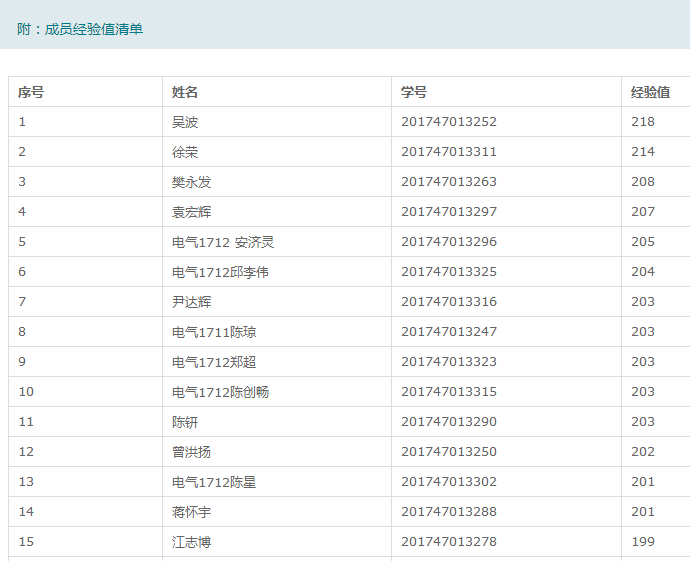 附：成员经验值清单
序号 姓名 学号 经验值
1 吴波 201747013252 218
2 徐荣 201747013311 214
3 樊永发 201747013263 208
4 袁宏辉 201747013297 207
5 电气1712 安济灵 201747013296 205
6 电气1712邱李伟 201747013325 204
7 尹达辉 201747013316 203
8 电气1711陈琼 201747013247 203
9 电气1712郑超 201747013323 203
10 电气1712陈创畅 201747013315 203
11 陈钘 201747013290 203
12 曾洪扬 201747013250 202
13 电气1712陈星 201747013302 201
14 蒋怀宇 201747013288 201
15 江志博 201747013278 199